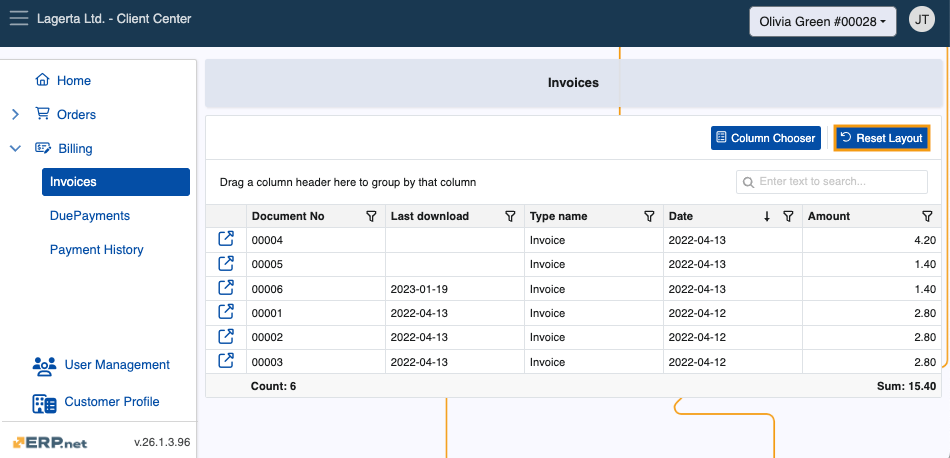 Lagerta Ltd. - Client Center
Olivia Green #00028
JT
Home
Orders
Billing
Invoices
DuePayments
Payment History
User Management
Customer Profile
ERP.net
v.26.1.3.96
Invoices
Column Chooser
Reset Layout
Drag a column header here to group by that column
Enter text to search...
Document No Last download Type name Date Amount
00004 Invoice 2022-04-13 4.20
00005 Invoice 2022-04-13 1.40
00006 2023-01-19 Invoice 2022-04-13 1.40
00001 2022-04-13 Invoice 2022-04-12 2.80
00002 2022-04-13 Invoice 2022-04-12 2.80
00003 2022-04-13 Invoice 2022-04-12 2.80
Count: 6 Sum: 15.40